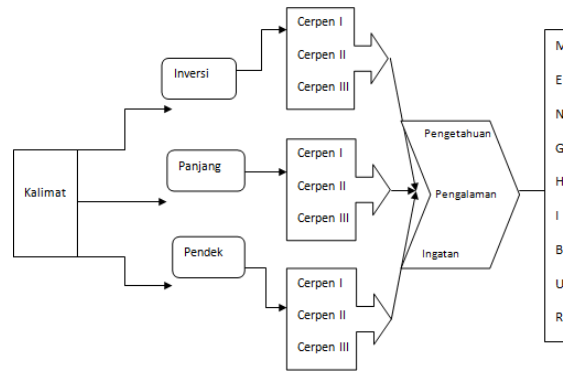 Kalimat
Inversi
Panjang
Pendek
Cerpen I
Cerpen II
Cerpen III
Cerpen I
Cerpen II
Cerpen III
Cerpen I
Cerpen II
Cerpen III
Pengetahuan
Pengalaman
Ingatan
M
E
N
G
H
I
B
U
R